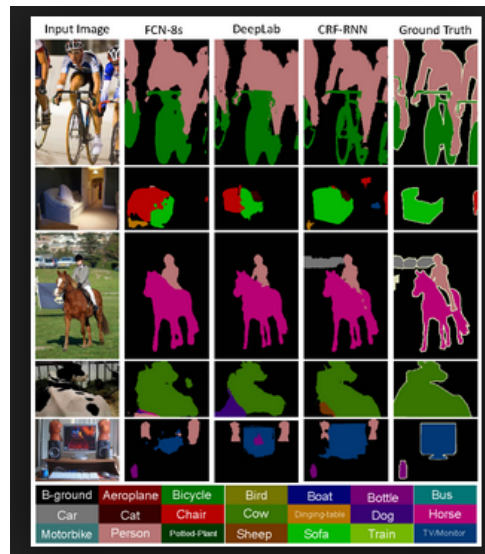 Input Image FCN-8s DeepLab CRF-RNN Ground Truth
B-ground Aeroplane Bicycle Bird Boat Bottle Bus
Car Cat Chair Cow Dinging-table Dog Horse
Motorbike Person Potted-Plant Sheep Sofa Train TV/Monitor